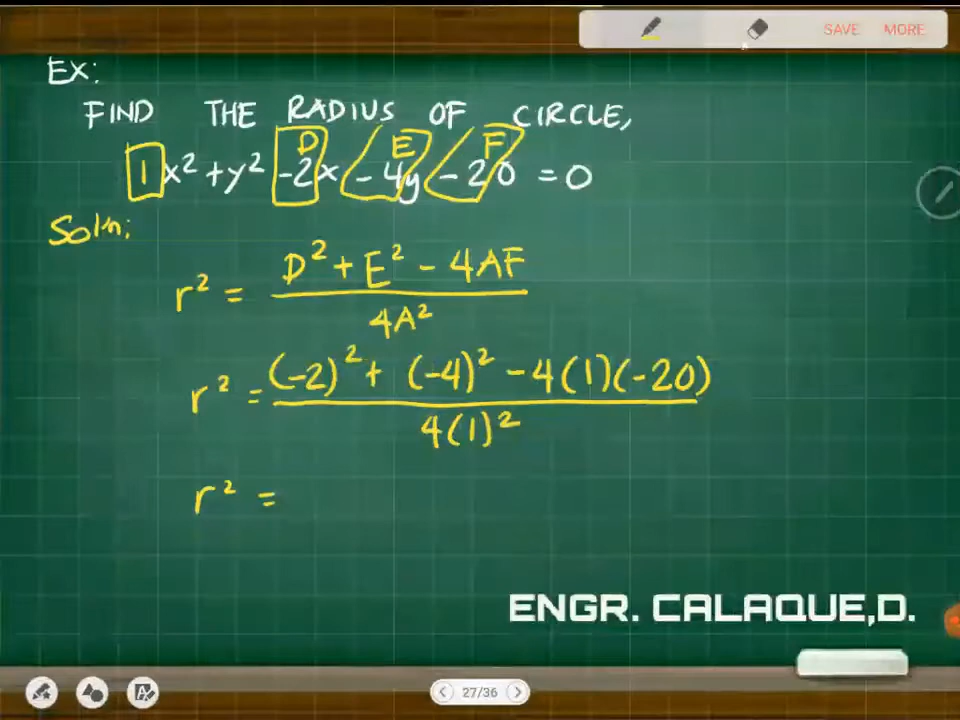 SAVE MORE
EX:
FIND THE RADIUS OF CIRCLE,
D E F
1x² + y² -2x - 4y - 20 = 0
Soln:
r² = D² + E² - 4AF / 4A²
r² = (-2)² + (-4)² - 4(1)(-20) / 4(1)²
r² =
ENGR. CALAQUE,D.
27/36